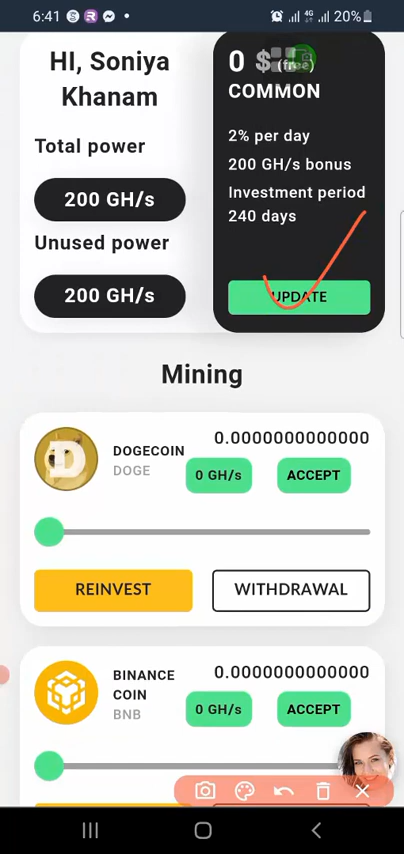 6:41
4G
20%
HI, Soniya
Khanam
Total power
200 GH/s
Unused power
200 GH/s
0 $ (free)
COMMON
2% per day
200 GH/s bonus
Investment period
240 days
UPDATE
Mining
DOGECOIN
DOGE
0.0000000000000
0 GH/s
ACCEPT
REINVEST
WITHDRAWAL
BINANCE
COIN
BNB
0.0000000000000
0 GH/s
ACCEPT